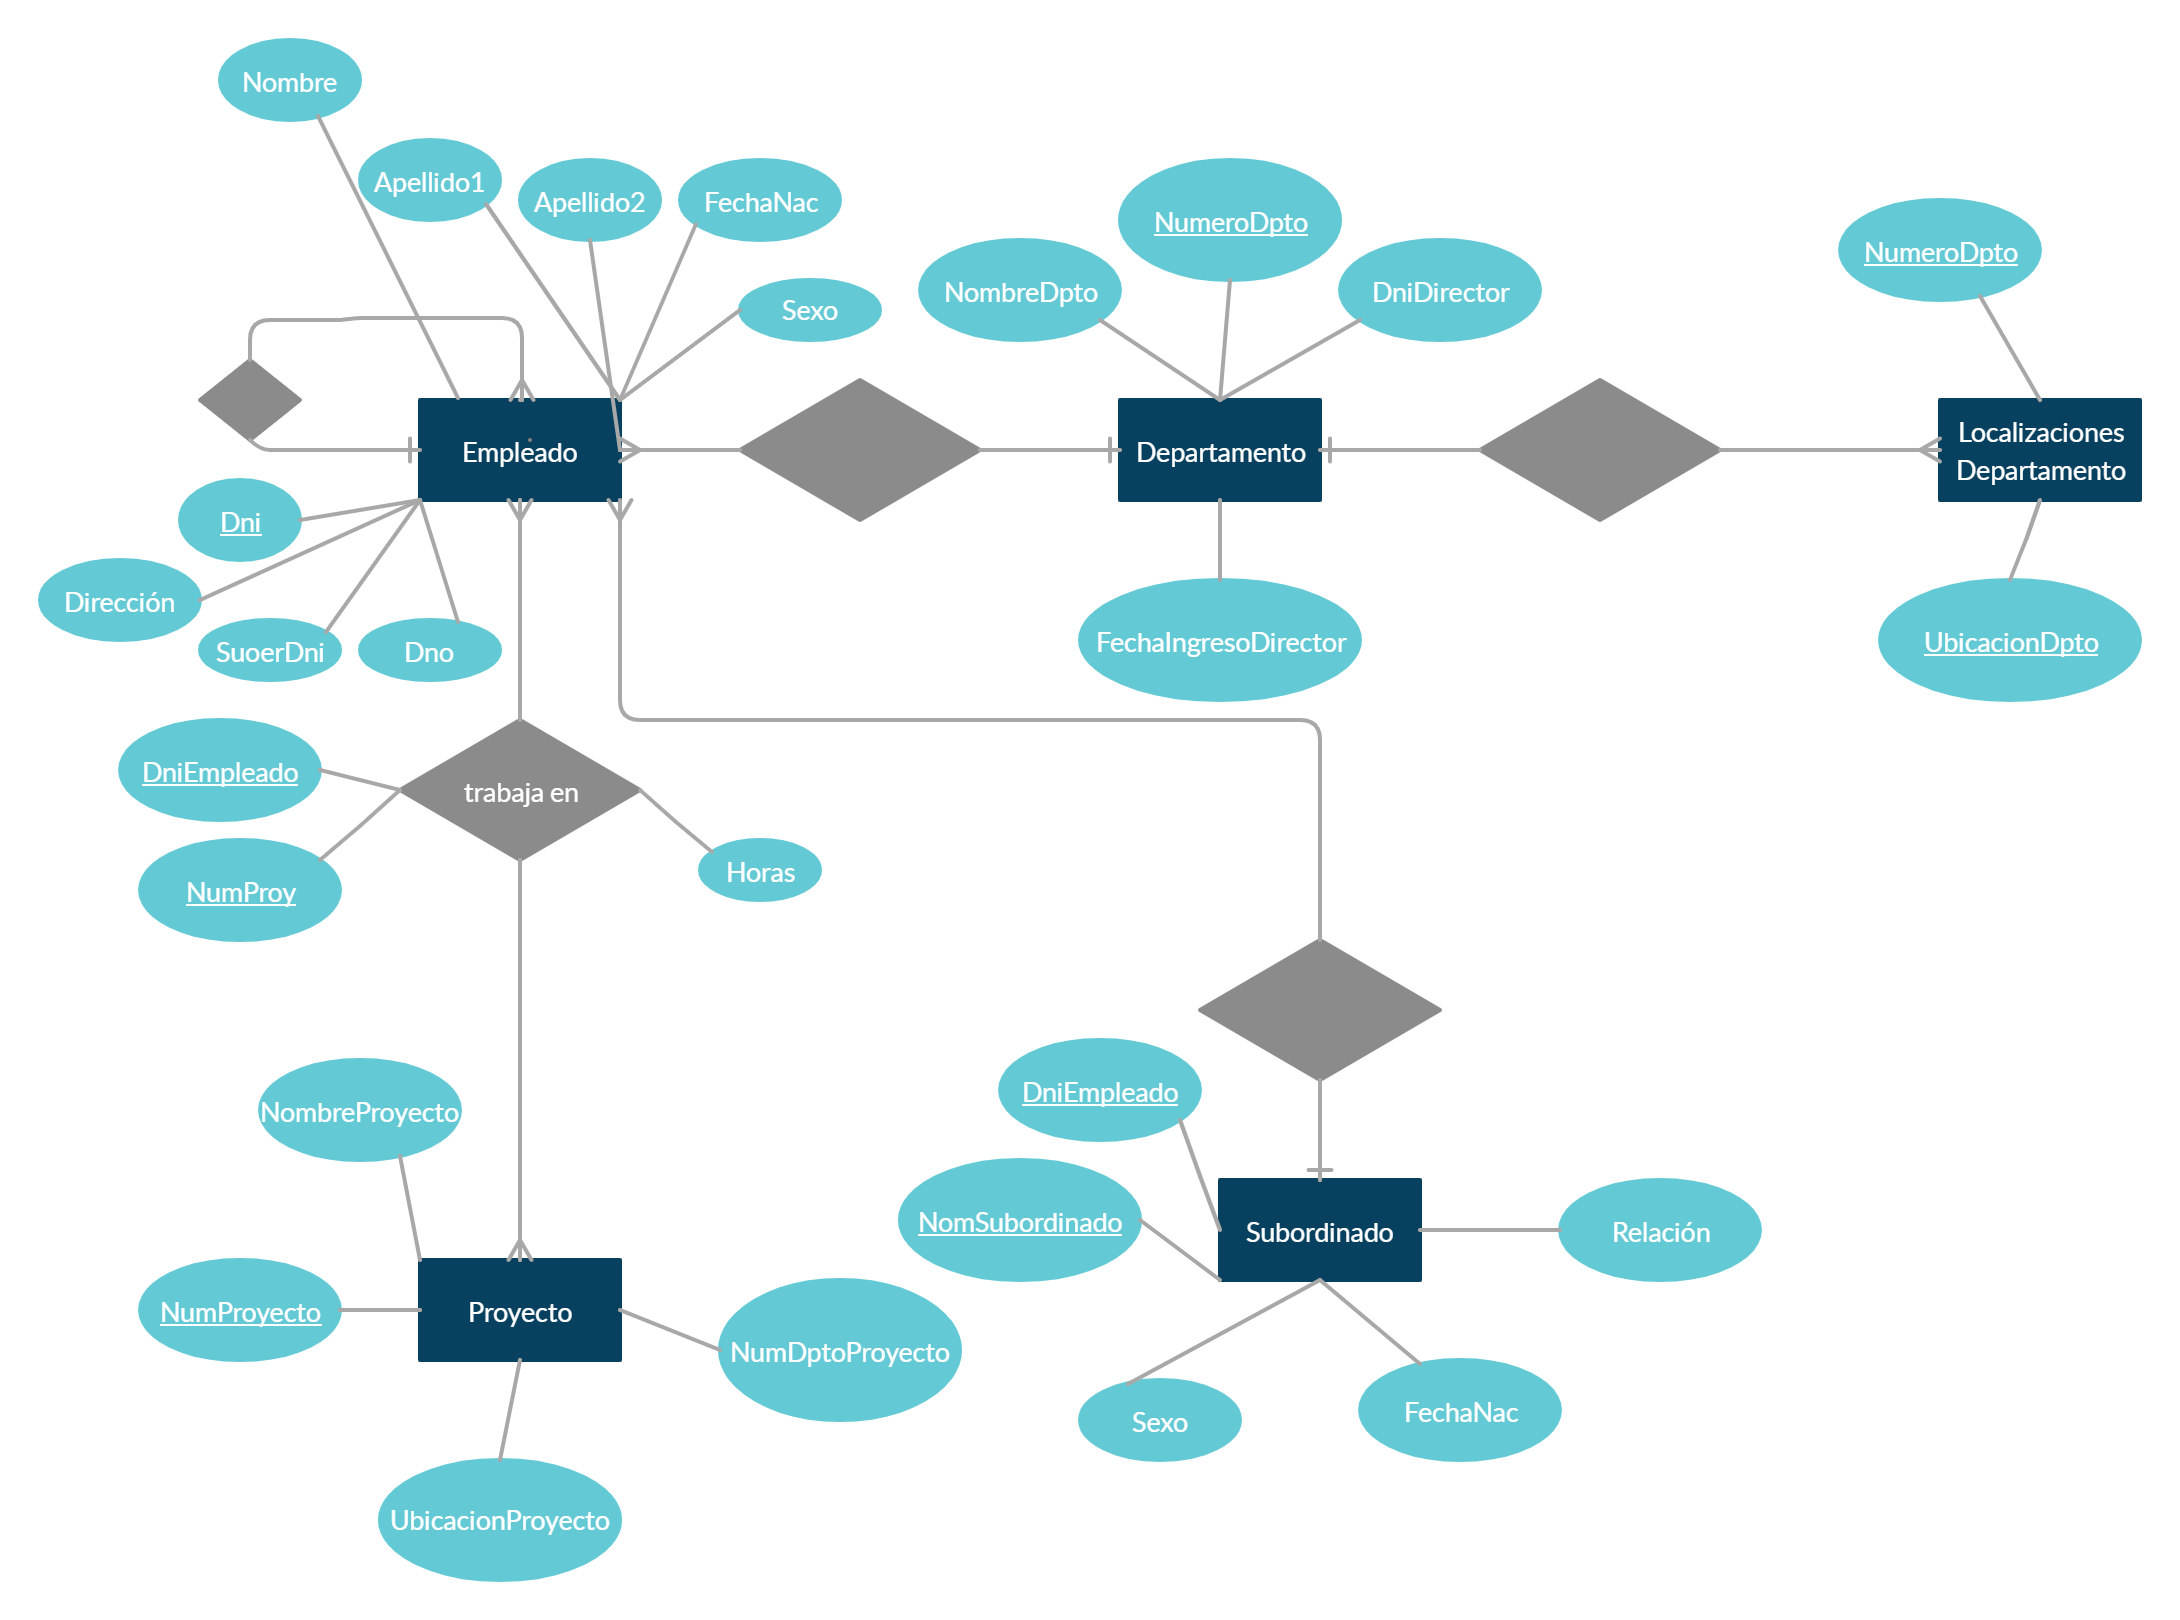 Nombre
Apellido1
Apellido2
FechaNac
Sexo
NombreDpto
NumeroDpto
DniDirector
NumeroDpto
Empleado
Departamento
Localizaciones
Departamento
Dni
Dirección
SuoerDni
Dno
FechaIngresoDirector
UbicacionDpto
DniEmpleado
trabaja en
NumProy
Horas
NombreProyecto
DniEmpleado
NomSubordinado
Subordinado
Relación
NumProyecto
Proyecto
NumDptoProyecto
Sexo
FechaNac
UbicacionProyecto